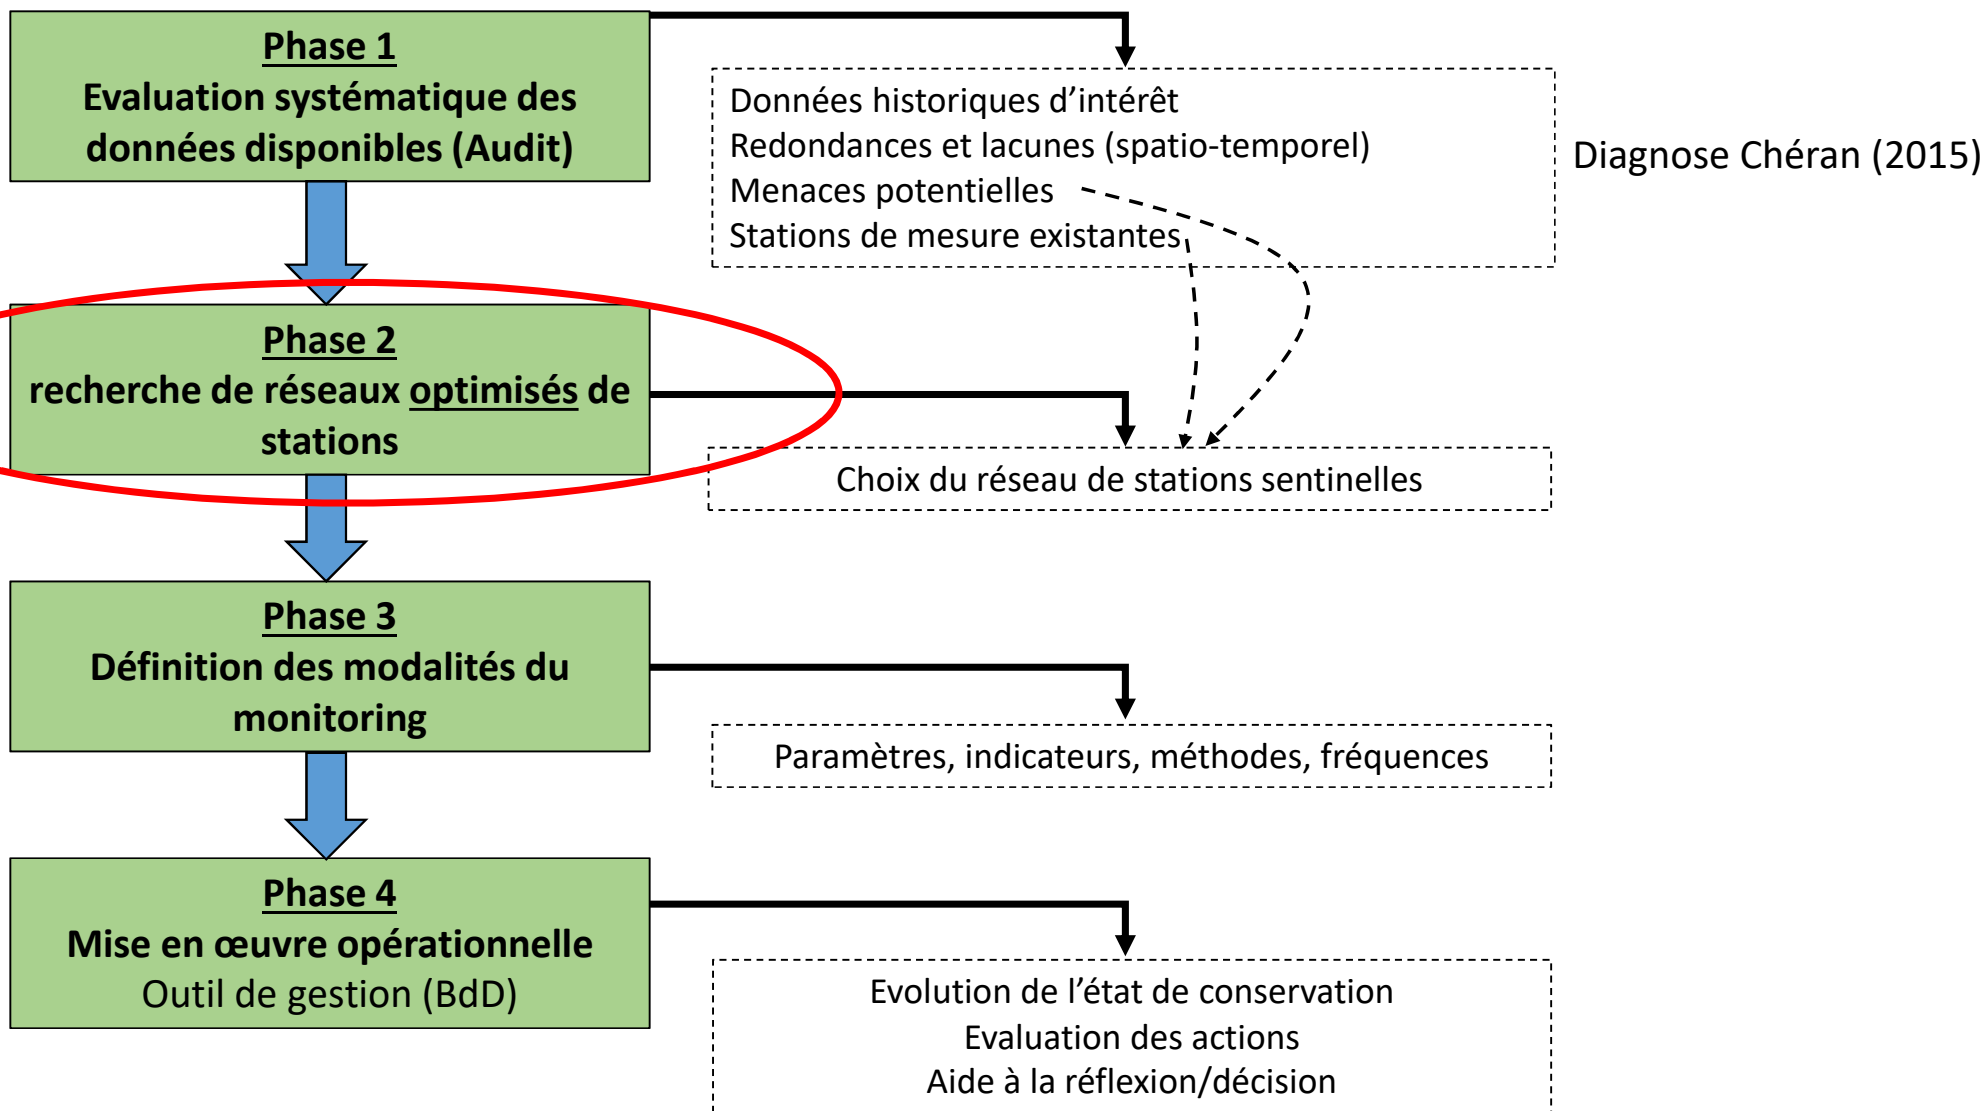 Phase 1
Evaluation systématique des
données disponibles (Audit)
Données historiques d’intérêt
Redondances et lacunes (spatio-temporel)
Menaces potentielles
Stations de mesure existantes
Diagnose Chéran (2015)
Phase 2
recherche de réseaux optimisés de
stations
Choix du réseau de stations sentinelles
Phase 3
Définition des modalités du
monitoring
Paramètres, indicateurs, méthodes, fréquences
Phase 4
Mise en œuvre opérationnelle
Outil de gestion (BdD)
Evolution de l’état de conservation
Evaluation des actions
Aide à la réflexion/décision